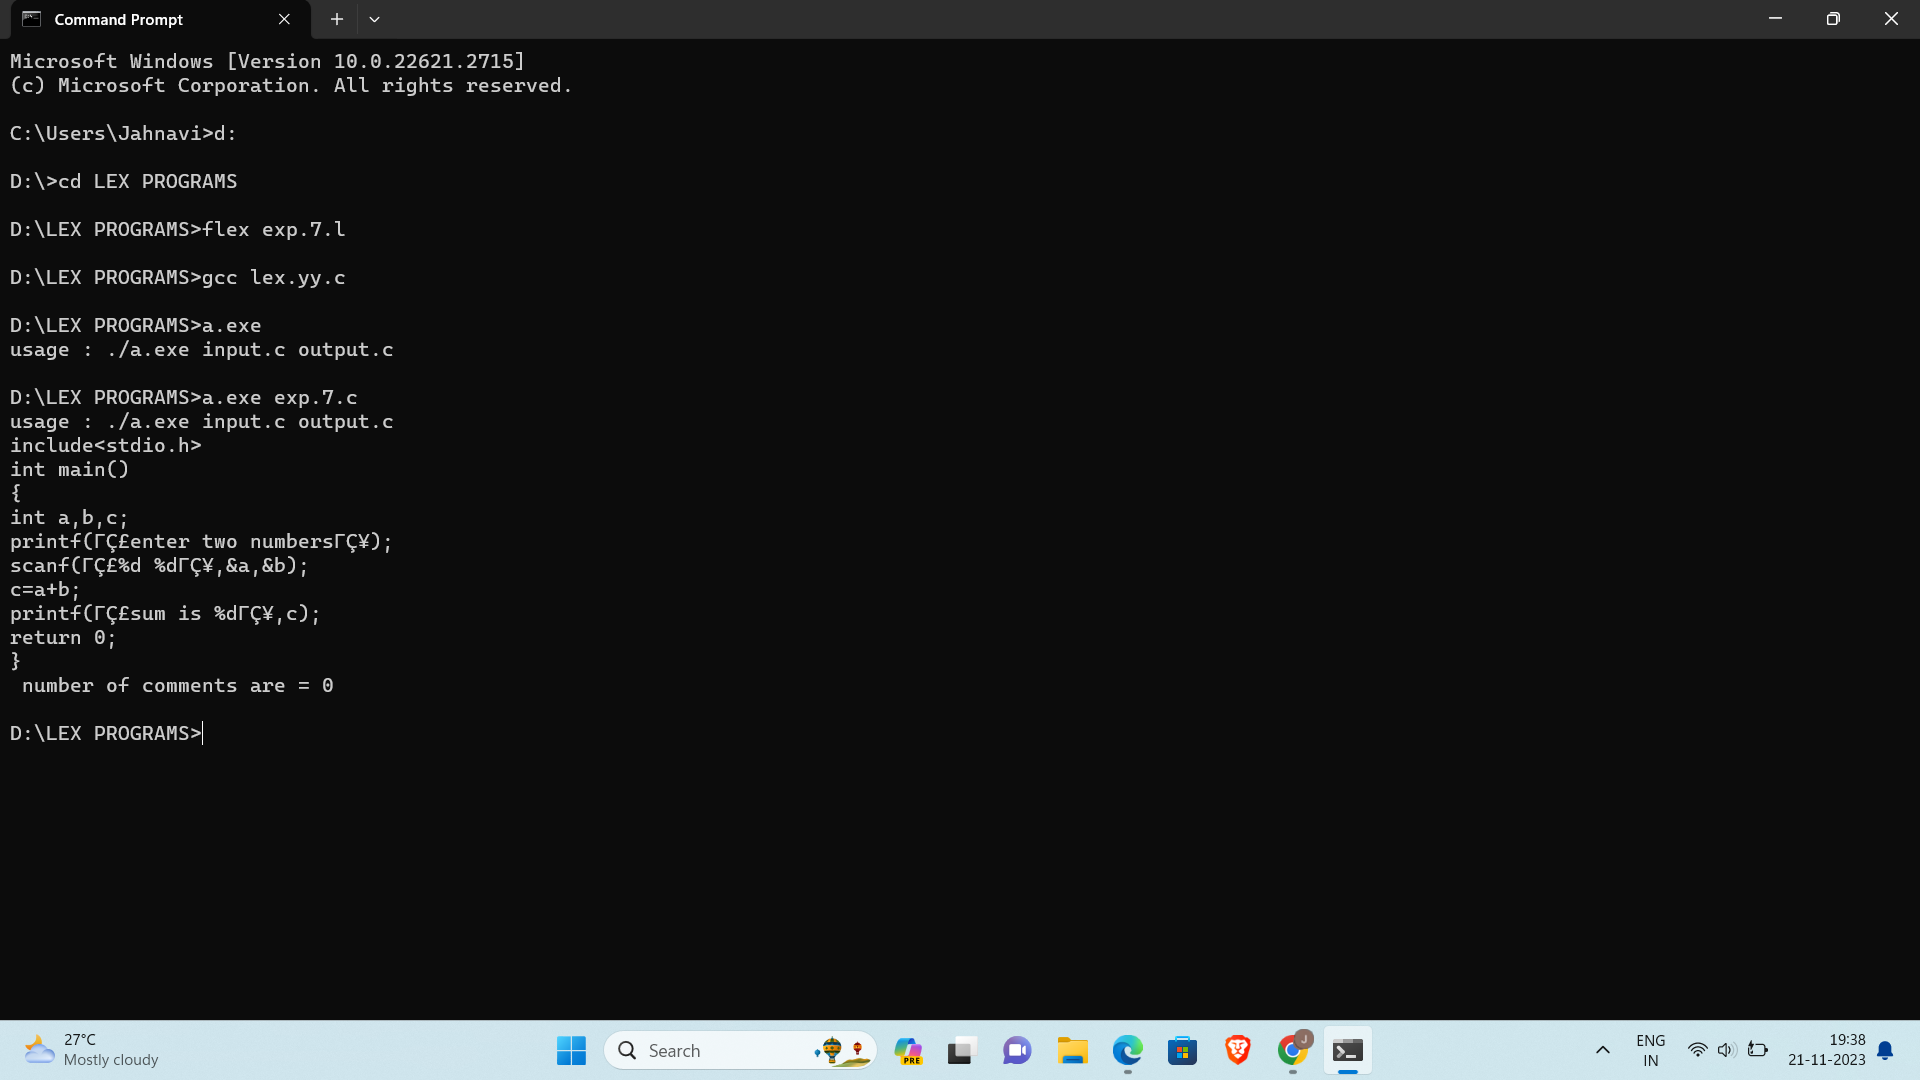 Command Prompt
Microsoft Windows [Version 10.0.22621.2715]
(c) Microsoft Corporation. All rights reserved.
C:\Users\Jahnavi>d:
D:\>cd LEX PROGRAMS
D:\LEX PROGRAMS>flex exp.7.l
D:\LEX PROGRAMS>gcc lex.yy.c
D:\LEX PROGRAMS>a.exe
usage : ./a.exe input.c output.c
D:\LEX PROGRAMS>a.exe exp.7.c
usage : ./a.exe input.c output.c
include<stdio.h>
int main()
{
int a,b,c;
printf(ΓÇ£enter two numbersΓÇ¥);
scanf(ΓÇ£%d %dΓÇ¥,&a,&b);
c=a+b;
printf(ΓÇ£sum is %dΓÇ¥,c);
return 0;
}
 number of comments are = 0
D:\LEX PROGRAMS>
27°C
Mostly cloudy
Search
PRE
J
ENG
IN
19:38
21-11-2023